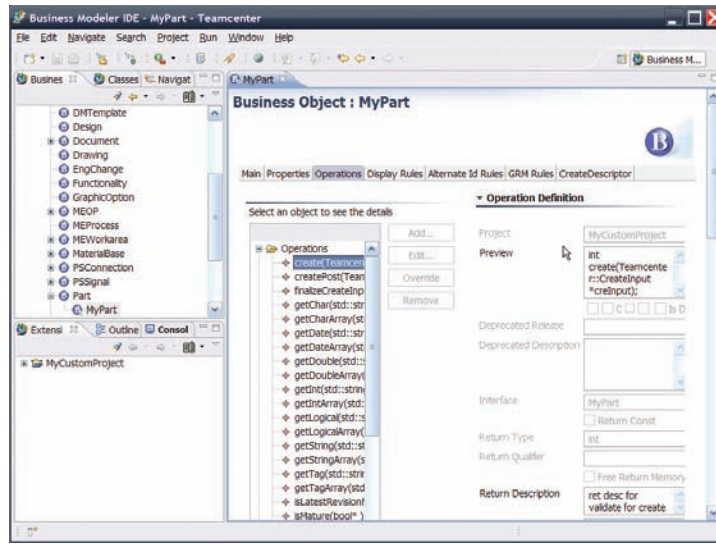 Business Modeler IDE - MyPart - Teamcenter
File Edit Navigate Search Project Run Window Help
Business M...
Busines Classes Navigat
MyPart
DMTemplate
Design
Document
Drawing
EngChange
Functionality
GraphicOption
MEOP
MEProcess
MEWorkarea
MaterialBase
PSConnection
PSSignal
Part
MyPart
Extensi Outline Consol
MyCustomProject
Business Object : MyPart
Main Properties Operations Display Rules Alternate Id Rules GRM Rules CreateDescriptor
Select an object to see the details
Operations
create(Teamcen
createPost(Tean
finalizeCreateInp
getChar(std::str
getCharArray(st
getDate(std::str
getDateArray(st
getDouble(std::s
getDoubleArray(
getInt(std::string
getIntArray(std:
getLogical(std::s
getLogicalArray(
getString(std::s
getStringArray(s
getTag(std::strir
getTagArray(std
isLatestRevisionf
isMature(bool* )
Add...
Edit...
Override
Remove
Operation Definition
Project MyCustomProject
Preview int
create(Teamcente
r::CreateInput
*creInput);
C Is D
Deprecated Release
Deprecated Description
Interface MyPart
Return Const
Return Type int
Return Qualifier
Free Return Memory
Return Description ret desc for
validate for create